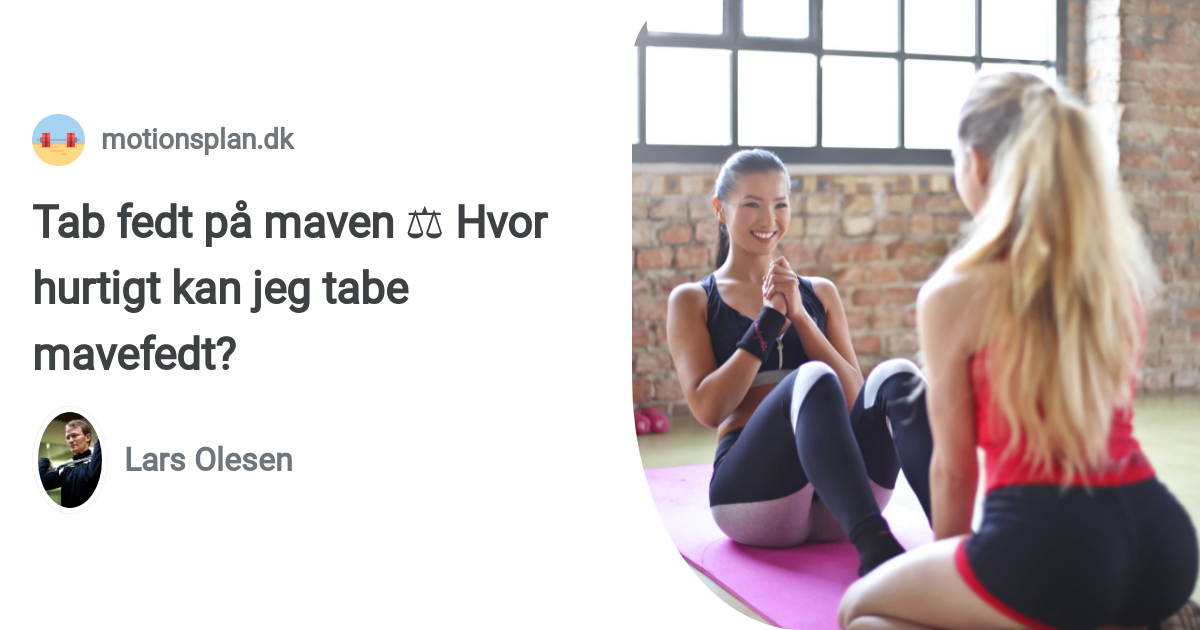 motionsplan.dk
Tab fedt på maven ⚖ Hvor
hurtigt kan jeg tabe
mavefedt?
Lars Olesen